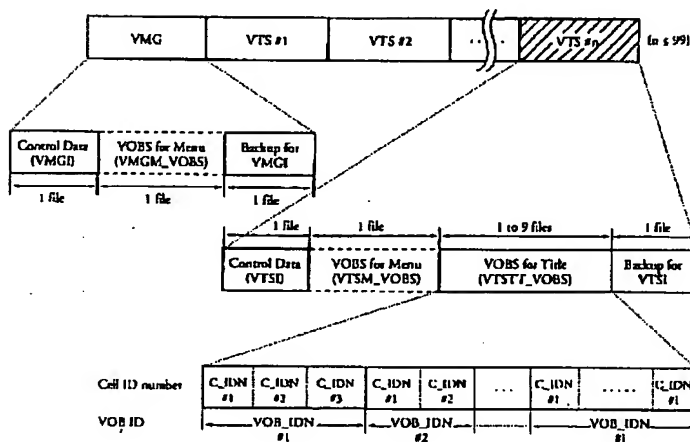 VMG VTS #1 VTS #2 ..... VTS #n (n ≤ 99)
Control Data (VMGI)
VOBS for Menu (VMGM_VOBS)
Backup for VMGI
1 file 1 file 1 file
1 file 1 file 1 to 9 files 1 file
Control Data (VTSI)
VOBS for Menu (VTSM_VOBS)
VOBS for Title (VTSTT_VOBS)
Backup for VTSI
Cell ID number C_IDN #1 C_IDN #2 C_IDN #3 C_IDN #1 C_IDN #2 ... C_IDN #1 ...... C_IDN #1
VOB ID VOB_IDN #1 VOB_IDN #2 VOB_IDN #1